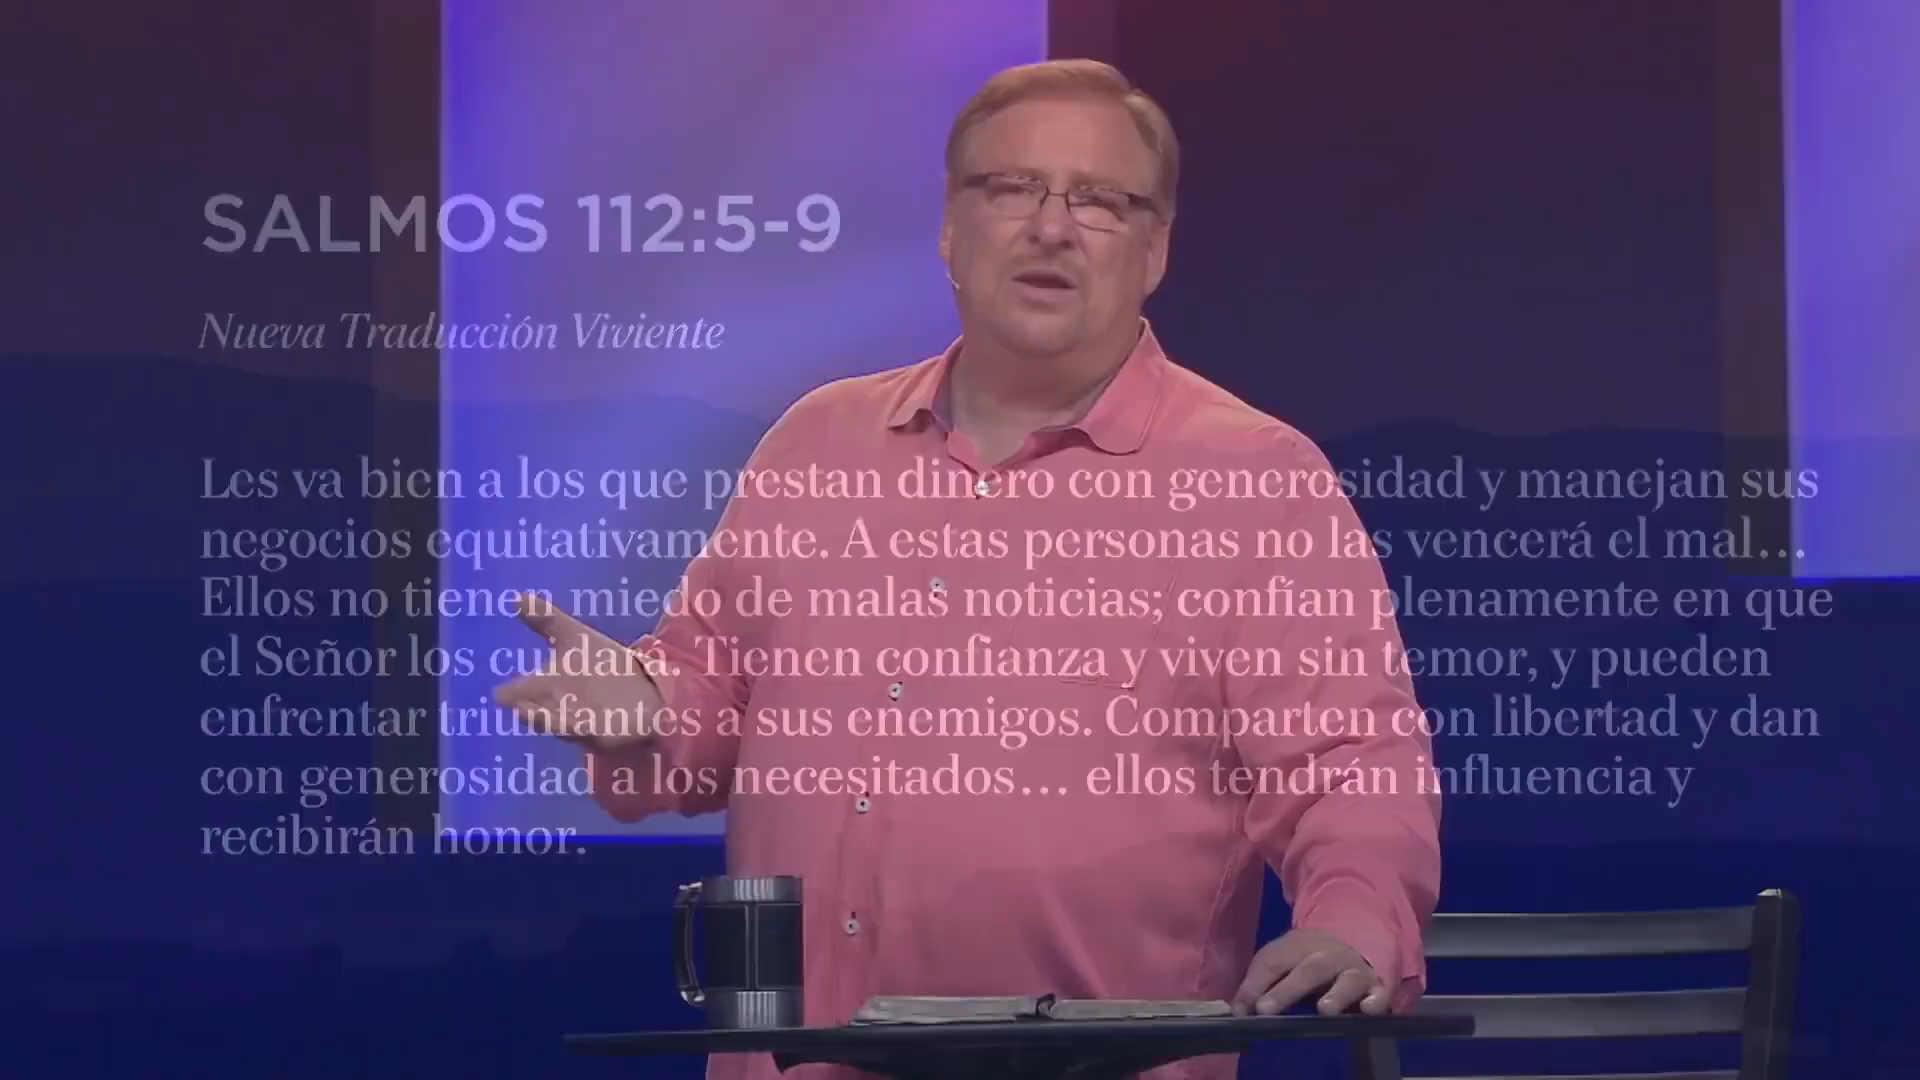 SALMOS 112:5-9
Nueva Traducción Viviente
Les va bien a los que prestan dinero con generosidad y manejan sus
negocios equitativamente. A estas personas no las vencerá el mal...
Ellos no tienen miedo de malas noticias; confían plenamente en que
el Señor los cuidará. Tienen confianza y viven sin temor, y pueden
enfrentar triunfantes a sus enemigos. Comparten con libertad y dan
con generosidad a los necesitados... ellos tendrán influencia y
recibirán honor.